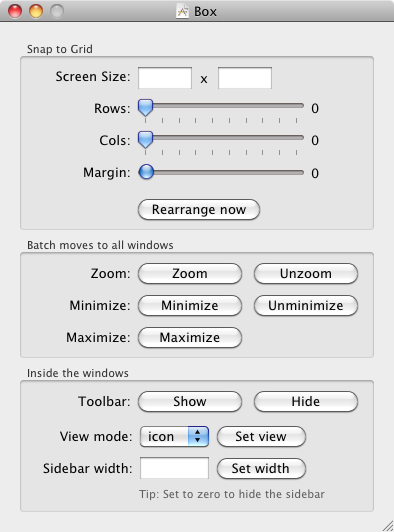 Box
Snap to Grid
Screen Size: x
Rows: 0
Cols: 0
Margin: 0
Rearrange now
Batch moves to all windows
Zoom: Zoom Unzoom
Minimize: Minimize Unminimize
Maximize: Maximize
Inside the windows
Toolbar: Show Hide
View mode: icon Set view
Sidebar width: Set width
Tip: Set to zero to hide the sidebar